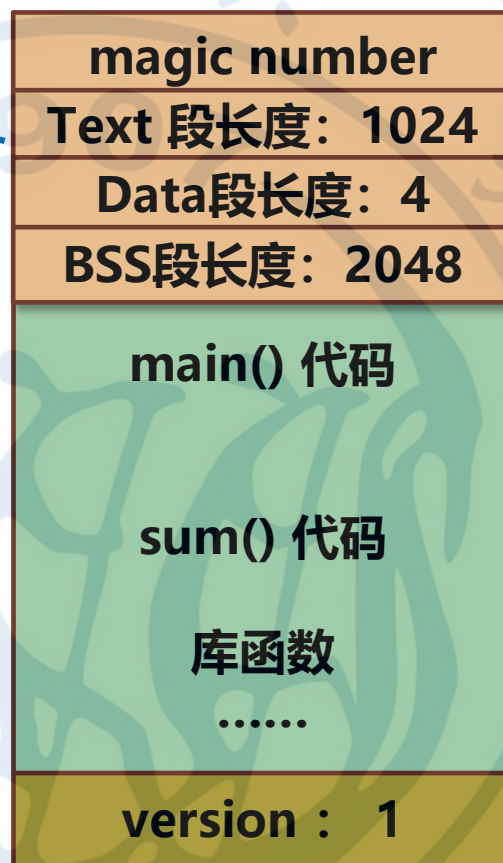 magic number
Text 段长度：1024
Data段长度：4
BSS段长度：2048
main() 代码
sum() 代码
库函数
……
version： 1